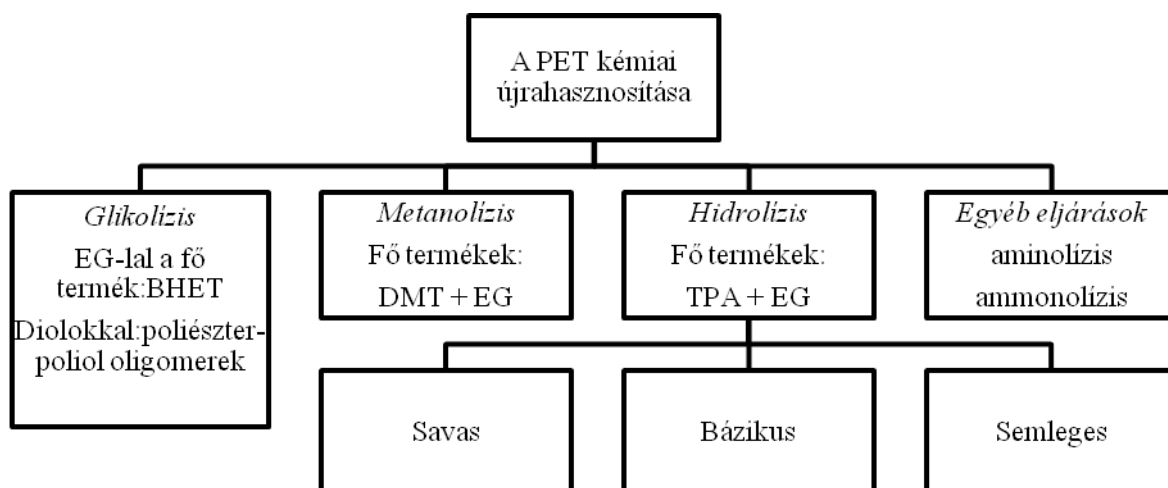 A PET kémiai
újrahasznosítása
Glikolízis
EG-lal a fő
termék:BHET
Diolokkal:poliészter-
poliol oligomerek
Metanolízis
Fő termékek:
DMT + EG
Hidrolízis
Fő termékek:
TPA + EG
Egyéb eljárások
aminolízis
ammonolízis
Savas
Bázikus
Semleges